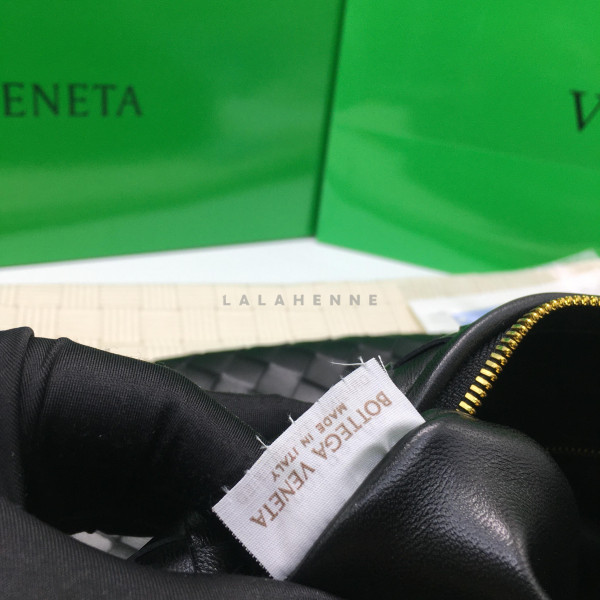 VENETA
V
LALAHENNE
BOTTEGA VENETA
MADE IN ITALY